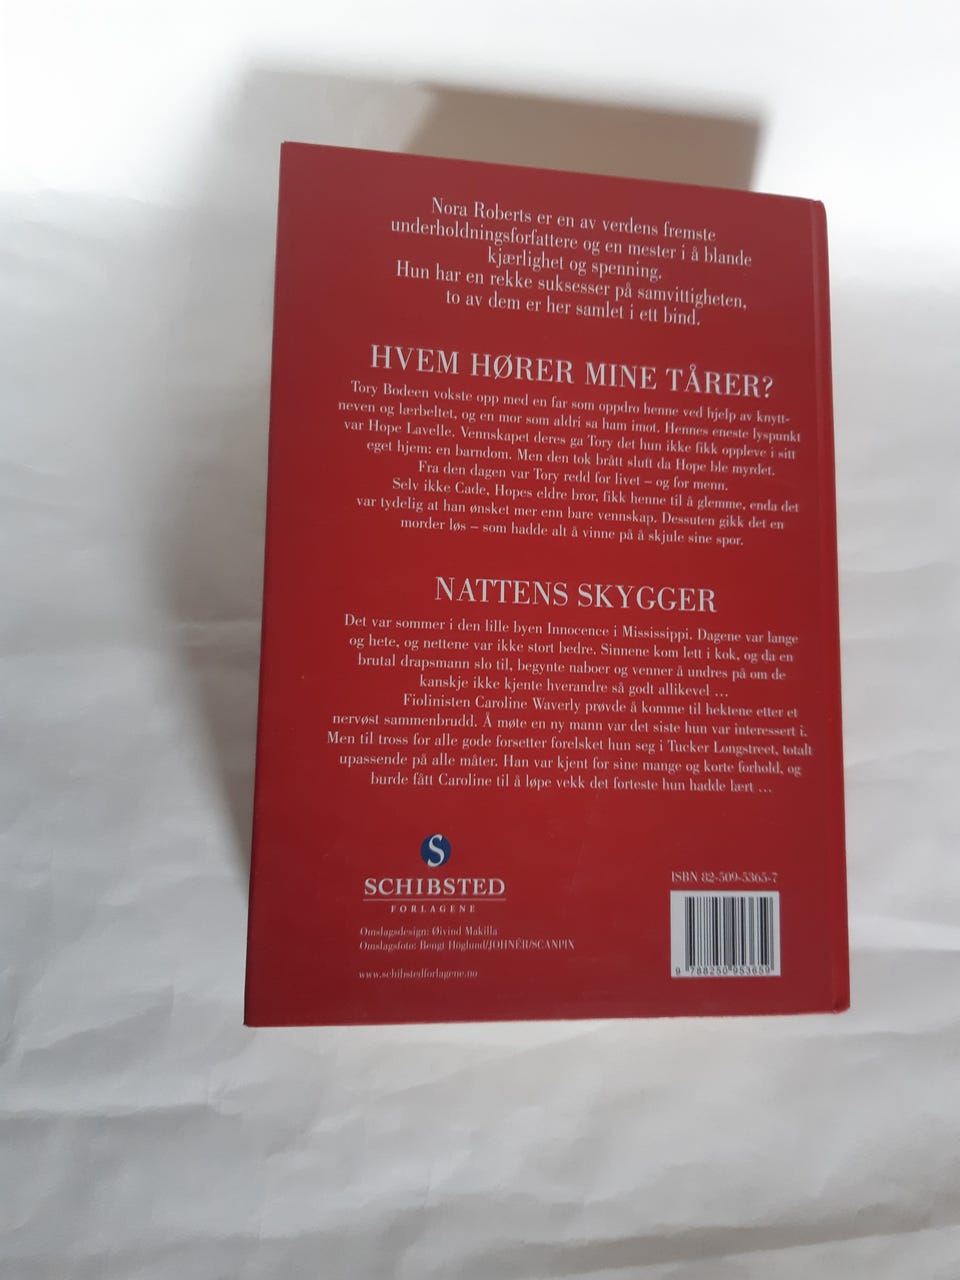 Nora Roberts er en av verdens fremste
underholdningsforfattere og en mester i å blande
kjærlighet og spenning.
Hun har en rekke suksesser på samvittigheten,
to av dem er her samlet i ett bind.
HVEM HØRER MINE TÅRER?
Tory Bodeen vokste opp med en far som oppdro henne ved hjelp av knytt-
neven og lærbeltet, og en mor som aldri sa ham imot. Hennes eneste lyspunkt
var Hope Lavelle. Vennskapet deres ga Tory det hun ikke fikk oppleve i sitt
eget hjem: en barndom. Men den tok brått slutt da Hope ble myrdet.
Fra den dagen var Tory redd for livet – og for menn.
Selv ikke Cade, Hopes eldre bror, fikk henne til å glemme, enda det
var tydelig at han ønsket mer enn bare vennskap. Dessuten gikk det en
morder løs – som hadde alt å vinne på å skjule sine spor.
NATTENS SKYGGER
Det var sommer i den lille byen Innocence i Mississippi. Dagene var lange
og hete, og nettene var ikke stort bedre. Sinnene kom lett i kok, og da en
brutal drapsmann slo til, begynte naboer og venner å undres på om de
kanskje ikke kjente hverandre så godt allikevel …
Fiolinisten Caroline Waverly prøvde å komme til hektene etter et
nervøst sammenbrudd. Å møte en ny mann var det siste hun var interessert i.
Men til tross for alle gode forsetter forelsket hun seg i Tucker Longstreet, totalt
upassende på alle måter. Han var kjent for sine mange og korte forhold, og
burde fått Caroline til å løpe vekk det forteste hun hadde lært …
S
SCHIBSTED
FORLAGENE
Omslagsdesign: Øivind Makilla
Omslagsfoto: Bengt Höglund/JOHNÉR/SCANPIX
www.schibstedforlagene.no
ISBN 82-509-5365-7
9 788250 953659